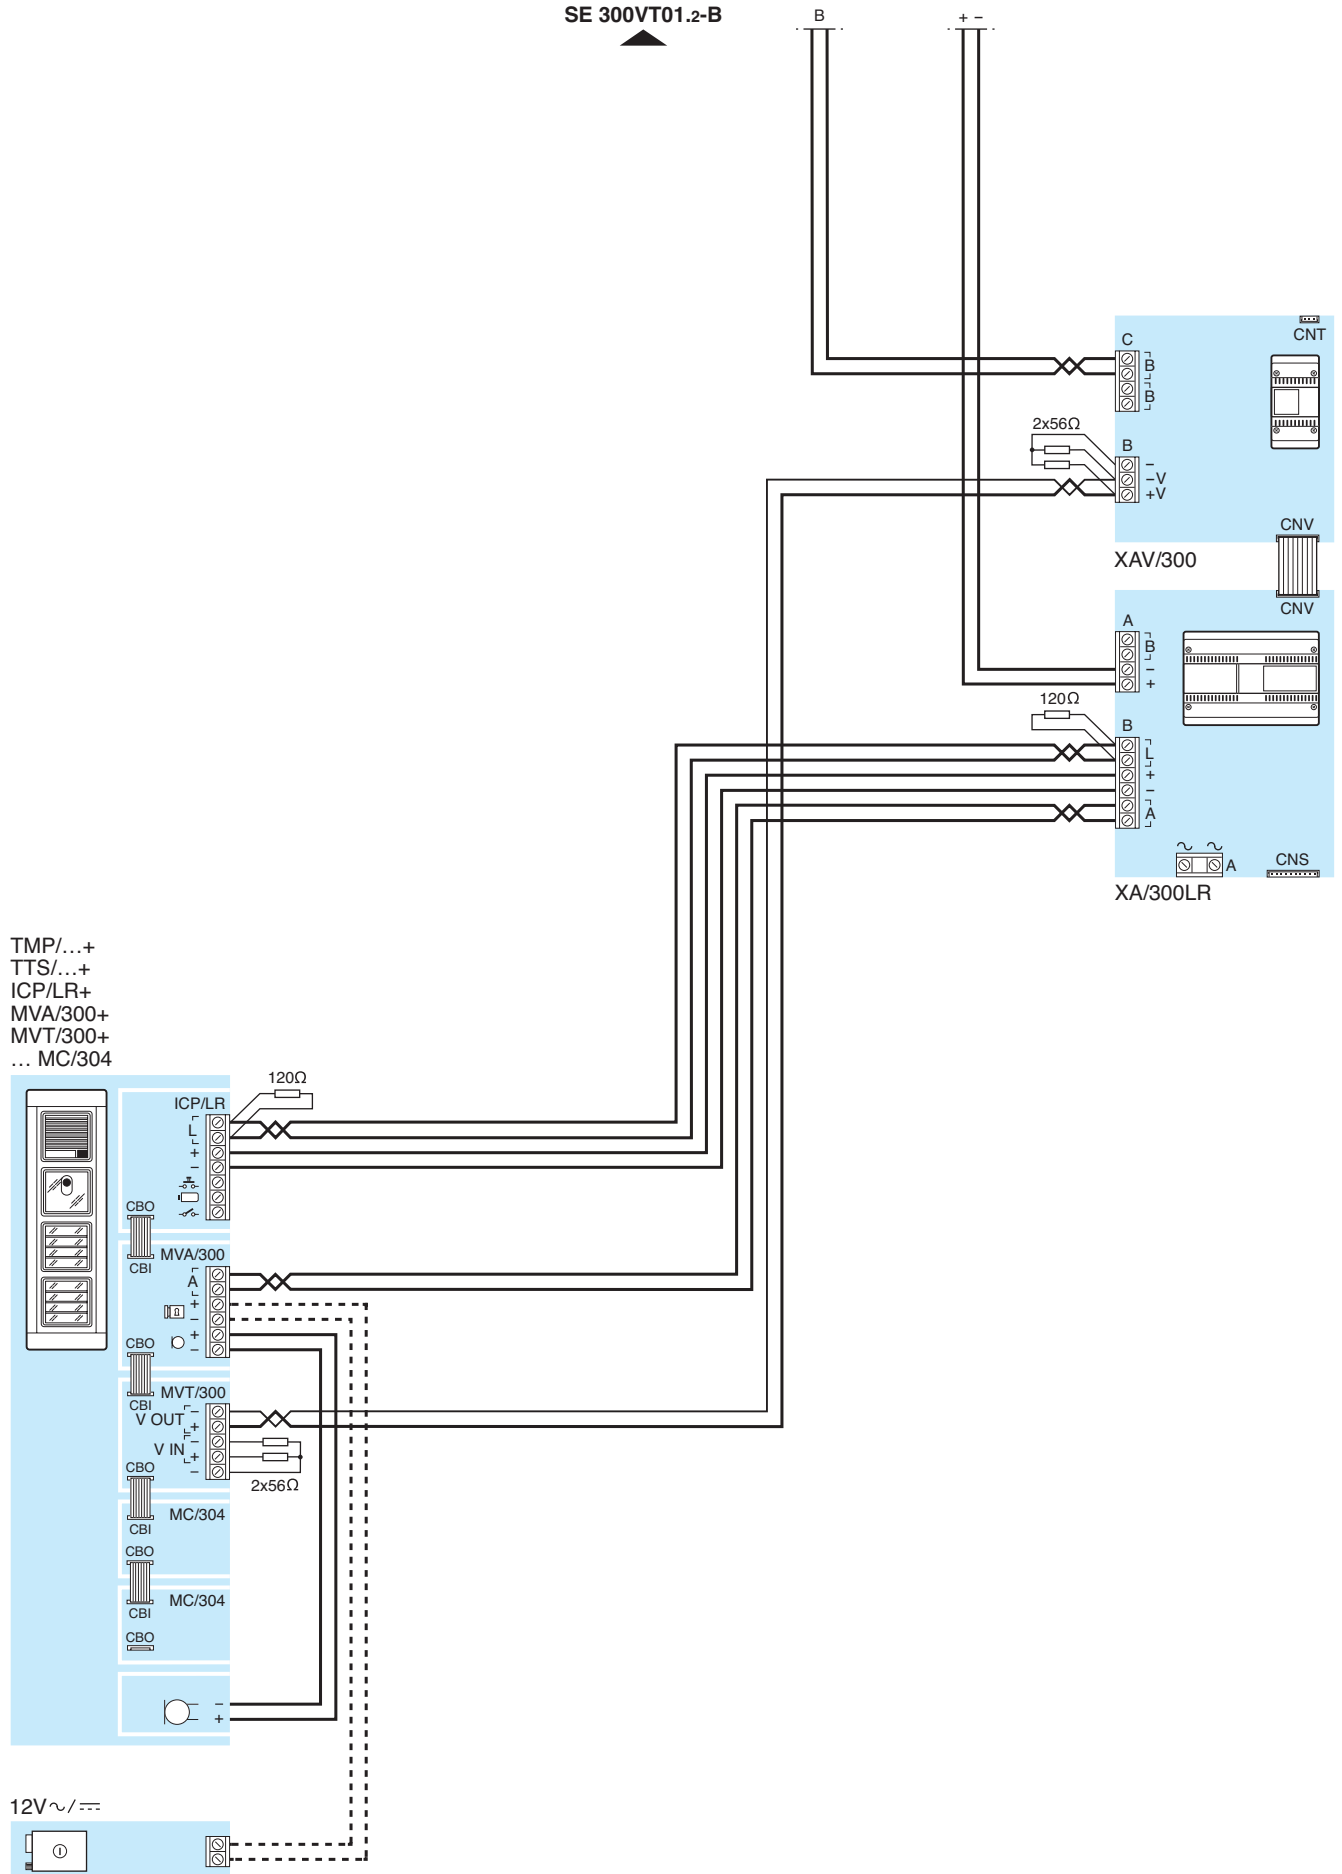 SE 300VT01.2-B
B
+ −
CNT
C
B
B
2x56Ω
B
−
−V
+V
CNV
XAV/300
CNV
A
B
−
+
120Ω
B
L
+
−
A
∼ ∼
A
CNS
XA/300LR
TMP/…+
TTS/…+
ICP/LR+
MVA/300+
MVT/300+
… MC/304
120Ω
ICP/LR
L
+
−
CBO
CBI
MVA/300
A
+
−
+
−
CBO
CBI
MVT/300
V OUT
−
+
V IN
−
+
−
2x56Ω
CBO
CBI
MC/304
CBO
CBI
MC/304
CBO
−
+
12V∼/⎓